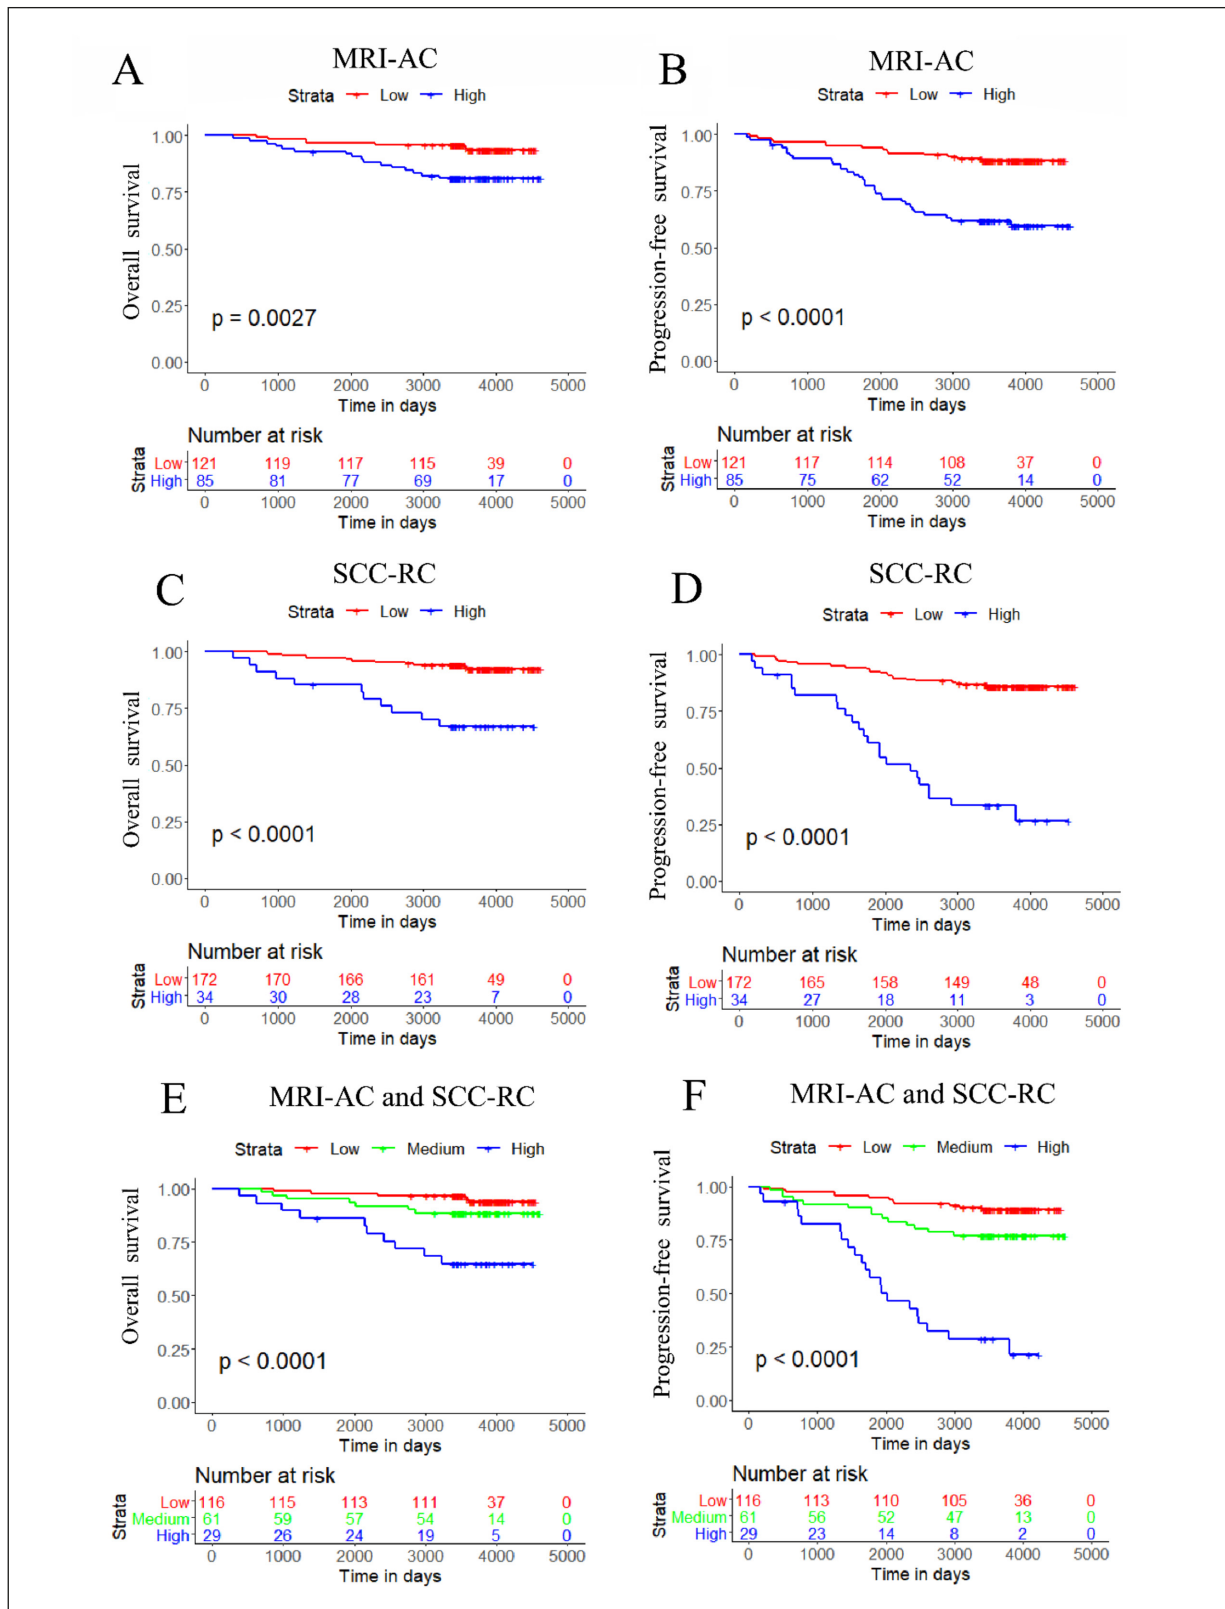 A
MRI-AC
Strata Low High
Overall survival
1.00
0.75
0.50
0.25
0.00
p = 0.0027
0 1000 2000 3000 4000 5000
Time in days
Number at risk
Strata
Low 121 119 117 115 39 0
High 85 81 77 69 17 0
0 1000 2000 3000 4000 5000
Time in days
B
MRI-AC
Strata Low High
Progression-free survival
1.00
0.75
0.50
0.25
0.00
p < 0.0001
0 1000 2000 3000 4000 5000
Time in days
Number at risk
Strata
Low 121 117 114 108 37 0
High 85 75 62 52 14 0
0 1000 2000 3000 4000 5000
Time in days
C
SCC-RC
Strata Low High
Overall survival
1.00
0.75
0.50
0.25
0.00
p < 0.0001
0 1000 2000 3000 4000 5000
Time in days
Number at risk
Strata
Low 172 170 166 161 49 0
High 34 30 28 23 7 0
0 1000 2000 3000 4000 5000
Time in days
D
SCC-RC
Strata Low High
Progression-free survival
1.00
0.75
0.50
0.25
0.00
p < 0.0001
0 1000 2000 3000 4000 5000
Time in days
Number at risk
Strata
Low 172 165 158 149 48 0
High 34 27 18 11 3 0
0 1000 2000 3000 4000 5000
Time in days
E
MRI-AC and SCC-RC
Strata Low Medium High
Overall survival
1.00
0.75
0.50
0.25
0.00
p < 0.0001
0 1000 2000 3000 4000 5000
Time in days
Number at risk
Strata
Low 116 115 113 111 37 0
Medium 61 59 57 54 14 0
High 29 26 24 19 5 0
0 1000 2000 3000 4000 5000
Time in days
F
MRI-AC and SCC-RC
Strata Low Medium High
Progression-free survival
1.00
0.75
0.50
0.25
0.00
p < 0.0001
0 1000 2000 3000 4000 5000
Time in days
Number at risk
Strata
Low 116 113 110 105 36 0
Medium 61 56 52 47 13 0
High 29 23 14 8 2 0
0 1000 2000 3000 4000 5000
Time in days